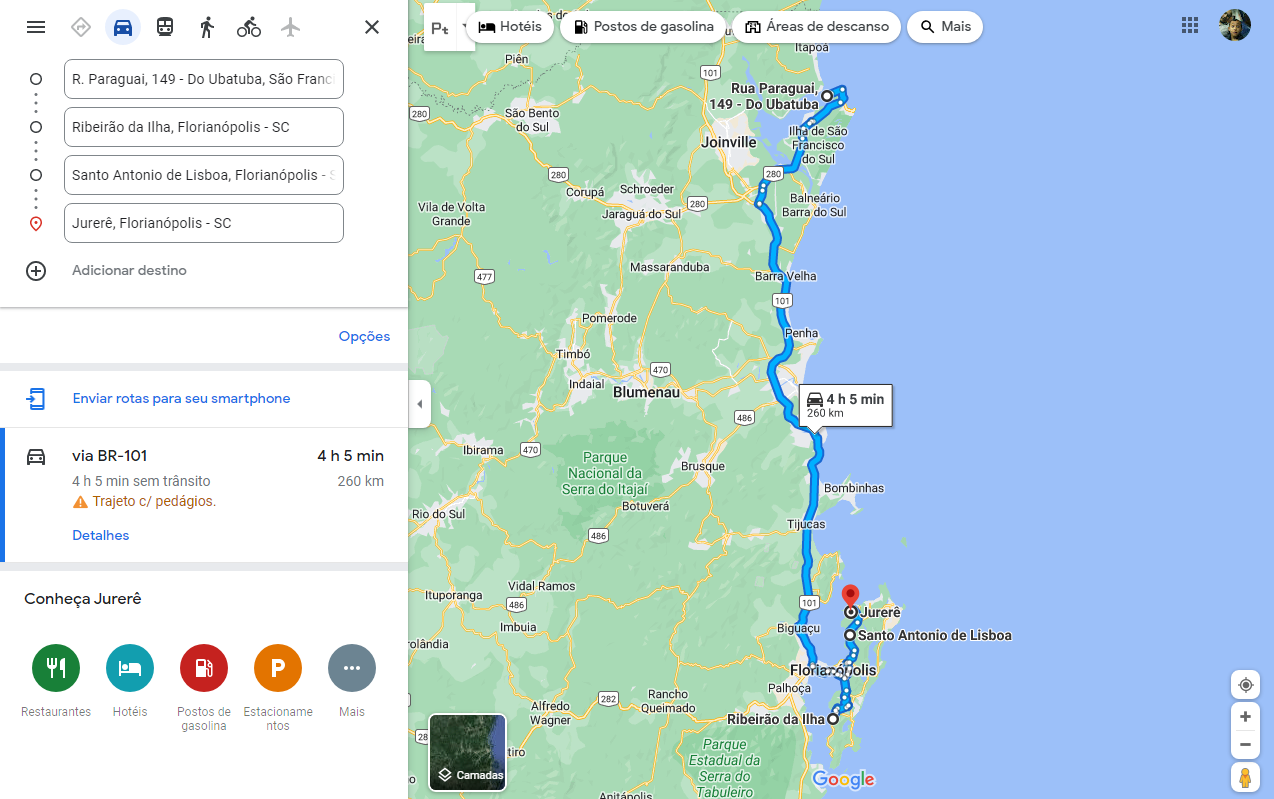 R. Paraguai, 149 - Do Ubatuba, São Franc
Ribeirão da Ilha, Florianópolis - SC
Santo Antonio de Lisboa, Florianópolis -
Jurerê, Florianópolis - SC
Adicionar destino
Opções
Enviar rotas para seu smartphone
via BR-101
4 h 5 min
4 h 5 min sem trânsito
260 km
Trajeto c/ pedágios.
Detalhes
Conheça Jurerê
P
Restaurantes
Hotéis
Postos de
gasolina
Estacioname
ntos
Mais
Pt
Hotéis
Postos de gasolina
Áreas de descanso
Mais
Itapoá
Piên
101
Rua Paraguai,
149 - Do Ubatuba
280
São Bento
do Sul
Joinville
Ilha de São
Francisco
do Sul
280
280
Corupá
Schroeder
280
Jaraguá do Sul
Balneário
Barra do Sul
Vila de Volta
Grande
Massaranduba
477
Barra Velha
101
Pomerode
Penha
Timbó
470
Indaial
Blumenau
4 h 5 min
260 km
486
Ibirama
470
Parque
Nacional da
Serra do Itajaí
Brusque
Bombinhas
Botuverá
Rio do Sul
Tijucas
486
Vidal Ramos
Ituporanga
486
101
Jurerê
Imbuia
Biguaçu
Santo Antonio de Lisboa
rolândia
Florianópolis
Palhoça
282
Rancho
Queimado
Alfredo
Wagner
Ribeirão da Ilha
28
tiro
Parque
Estadual da
Serra do
Tabuleiro
Camadas
Google
o
Anitápolis